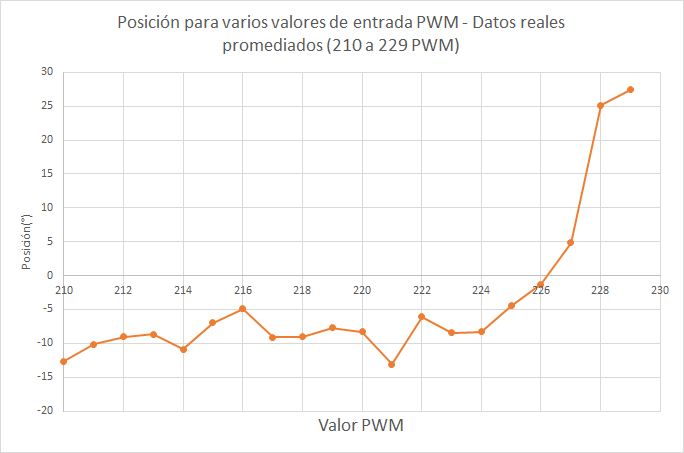 Posición para varios valores de entrada PWM - Datos reales
promediados (210 a 229 PWM)
30
25
20
15
10
5
0
210 212 214 216 218 220 222 224 226 228 230
-5
-10
-15
-20
Posición(°)
Valor PWM